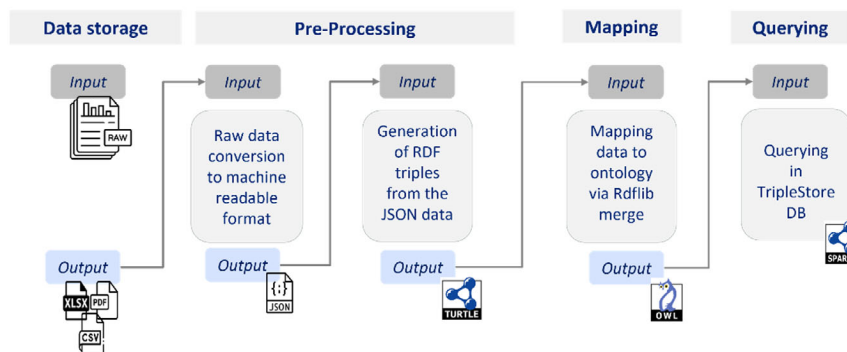 Data storage
Pre-Processing
Mapping
Querying
Input
Input
Input
Input
Input
RAW
Raw data
conversion
to machine
readable
format
Generation
of RDF
triples
from the
JSON data
Mapping
data to
ontology
via Rdflib
merge
Querying
in
TripleStore
DB
SPAR
Output
Output
Output
Output
XLSX
PDF
CSV
{:}
JSON
TURTLE
OWL